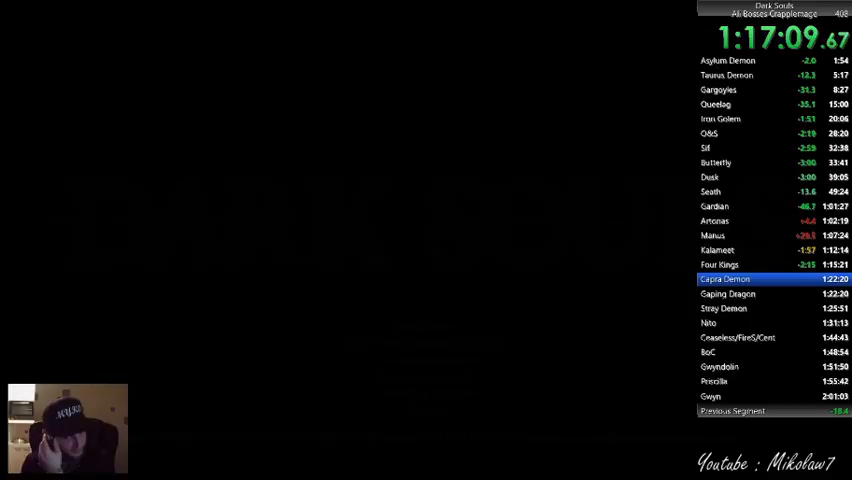 Dark Souls
All Bosses Grapplemage 408
1:17:09.67
Asylum Demon -2.0 1:54
Taurus Demon -12.3 5:17
Gargoyles -31.3 8:27
Queelag -35.1 15:00
Iron Golem -1:51 20:06
O&S -2:19 28:20
Sif -2:59 32:38
Butterfly -3:00 33:41
Dusk -3:00 39:05
Seath -13.6 49:24
Gardian -46.7 1:01:27
Artorias 1:02:19
Manus 1:07:24
Kalameet -1:57 1:12:14
Four Kings -2:15 1:15:21
Capra Demon 1:22:20
Gaping Dragon 1:22:20
Stray Demon 1:25:51
Nito 1:31:13
Ceaseless/FireS/Cent 1:44:43
BoC 1:48:54
Gwyndolin 1:51:50
Priscilla 1:55:42
Gwyn 2:01:03
Previous Segment -18.4
Youtube : Mikolaw7